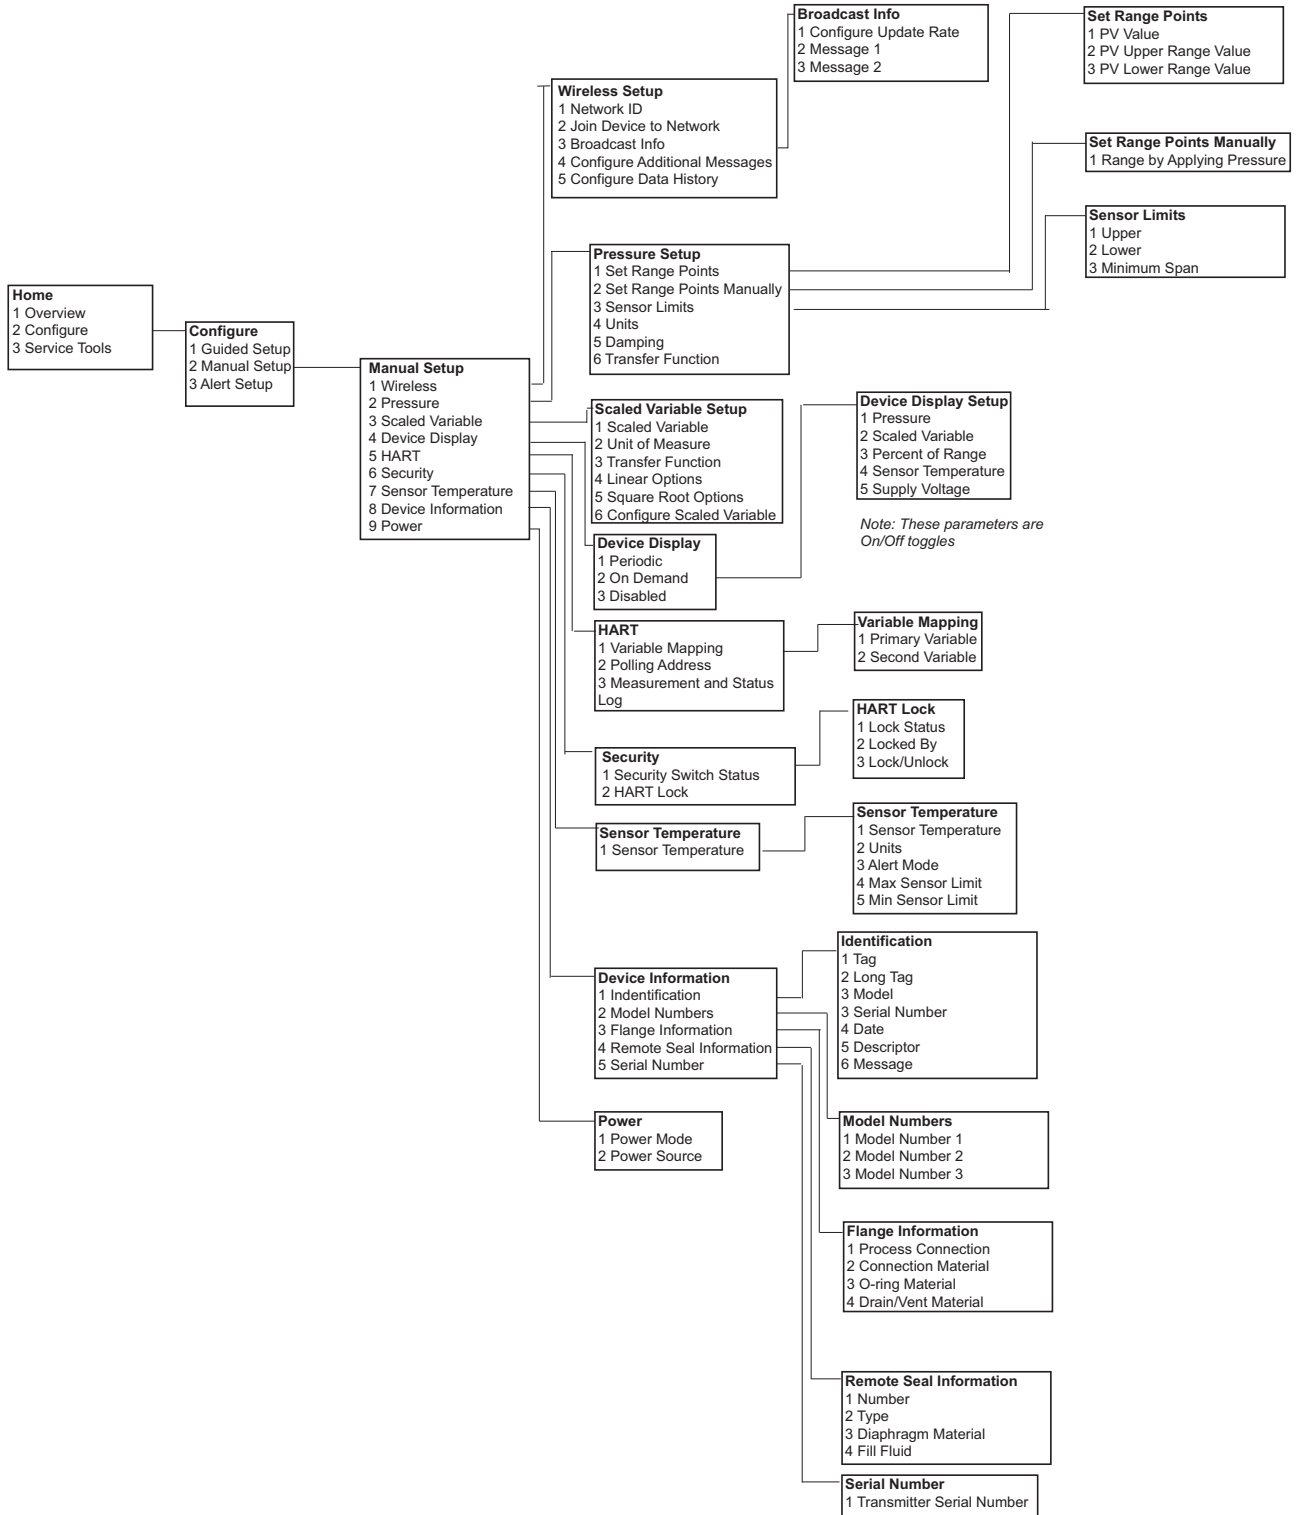 Home
1 Overview
2 Configure
3 Service Tools
Configure
1 Guided Setup
2 Manual Setup
3 Alert Setup
Manual Setup
1 Wireless
2 Pressure
3 Scaled Variable
4 Device Display
5 HART
6 Security
7 Sensor Temperature
8 Device Information
9 Power
Wireless Setup
1 Network ID
2 Join Device to Network
3 Broadcast Info
4 Configure Additional Messages
5 Configure Data History
Broadcast Info
1 Configure Update Rate
2 Message 1
3 Message 2
Pressure Setup
1 Set Range Points
2 Set Range Points Manually
3 Sensor Limits
4 Units
5 Damping
6 Transfer Function
Set Range Points
1 PV Value
2 PV Upper Range Value
3 PV Lower Range Value
Set Range Points Manually
1 Range by Applying Pressure
Sensor Limits
1 Upper
2 Lower
3 Minimum Span
Scaled Variable Setup
1 Scaled Variable
2 Unit of Measure
3 Transfer Function
4 Linear Options
5 Square Root Options
6 Configure Scaled Variable
Device Display
1 Periodic
2 On Demand
3 Disabled
Device Display Setup
1 Pressure
2 Scaled Variable
3 Percent of Range
4 Sensor Temperature
5 Supply Voltage
Note: These parameters are
On/Off toggles
HART
1 Variable Mapping
2 Polling Address
3 Measurement and Status
Log
Variable Mapping
1 Primary Variable
2 Second Variable
Security
1 Security Switch Status
2 HART Lock
HART Lock
1 Lock Status
2 Locked By
3 Lock/Unlock
Sensor Temperature
1 Sensor Temperature
Sensor Temperature
1 Sensor Temperature
2 Units
3 Alert Mode
4 Max Sensor Limit
5 Min Sensor Limit
Device Information
1 Indentification
2 Model Numbers
3 Flange Information
4 Remote Seal Information
5 Serial Number
Identification
1 Tag
2 Long Tag
3 Model
3 Serial Number
4 Date
5 Descriptor
6 Message
Model Numbers
1 Model Number 1
2 Model Number 2
3 Model Number 3
Flange Information
1 Process Connection
2 Connection Material
3 O-ring Material
4 Drain/Vent Material
Remote Seal Information
1 Number
2 Type
3 Diaphragm Material
4 Fill Fluid
Serial Number
1 Transmitter Serial Number
Power
1 Power Mode
2 Power Source